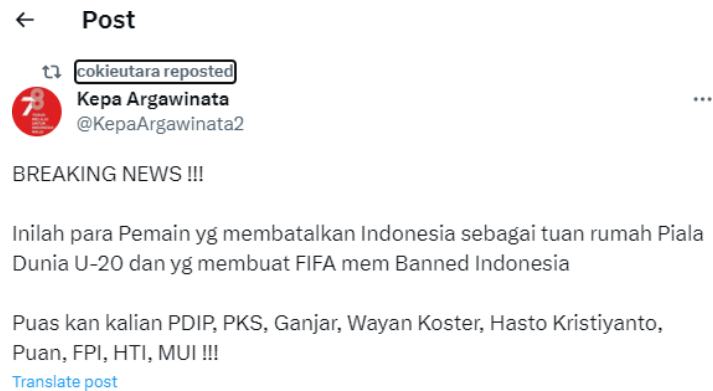 Post
cokieutara reposted
Kepa Argawinata
@KepaArgawinata2
BREAKING NEWS !!!
Inilah para Pemain yg membatalkan Indonesia sebagai tuan rumah Piala
Dunia U-20 dan yg membuat FIFA mem Banned Indonesia
Puas kan kalian PDIP, PKS, Ganjar, Wayan Koster, Hasto Kristiyanto,
Puan, FPI, HTI, MUI !!!
Translate post